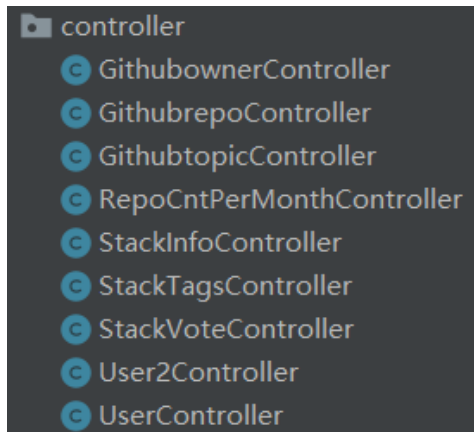 controller
C GithubownerController
C GithubrepoController
C GithubtopicController
C RepoCntPerMonthController
C StackInfoController
C StackTagsController
C StackVoteController
C User2Controller
C UserController